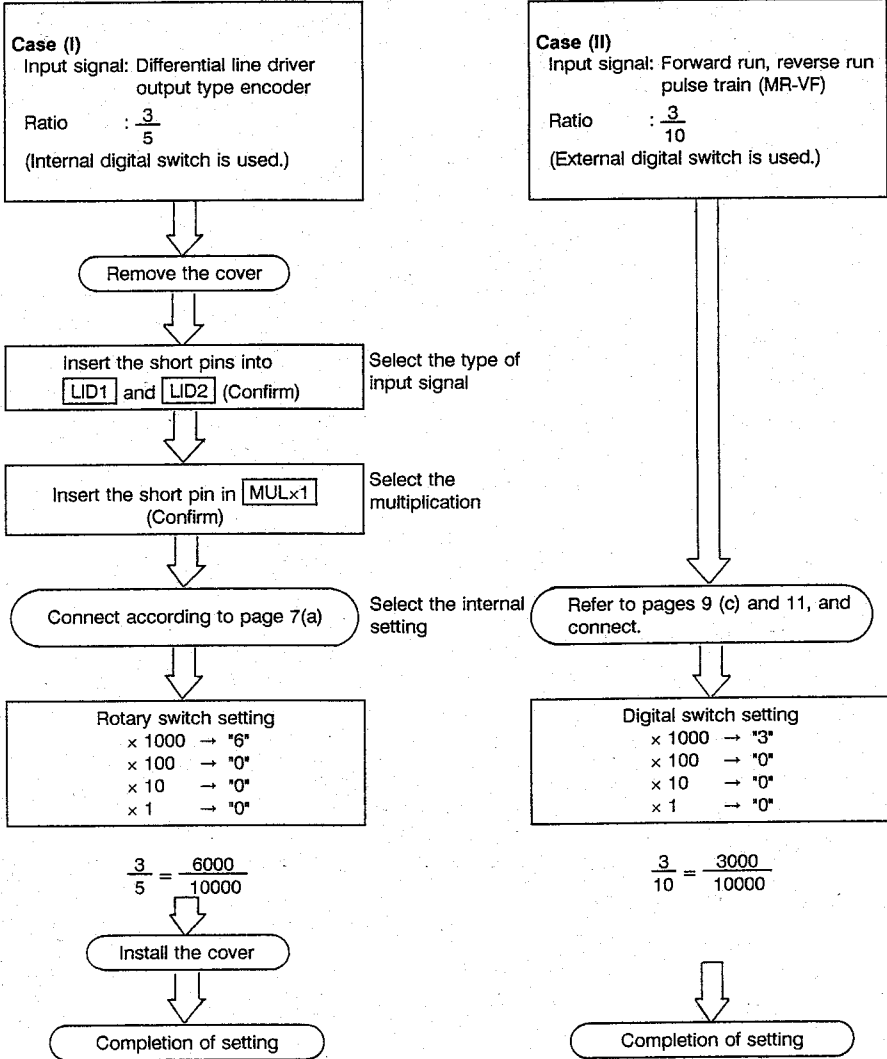 Case (I)
Input signal: Differential line driver
output type encoder
Ratio : 3/5
(Internal digital switch is used.)
Remove the cover
Insert the short pins into
LID1 and LID2 (Confirm)
Select the type of
input signal
Insert the short pin in MULx1
(Confirm)
Select the
multiplication
Connect according to page 7(a)
Select the internal
setting
Rotary switch setting
× 1000 → "6"
× 100 → "0"
× 10 → "0"
× 1 → "0"
3/5 = 6000/10000
Install the cover
Completion of setting
Case (II)
Input signal: Forward run, reverse run
pulse train (MR-VF)
Ratio : 3/10
(External digital switch is used.)
Refer to pages 9 (c) and 11, and
connect.
Digital switch setting
× 1000 → "3"
× 100 → "0"
× 10 → "0"
× 1 → "0"
3/10 = 3000/10000
Completion of setting